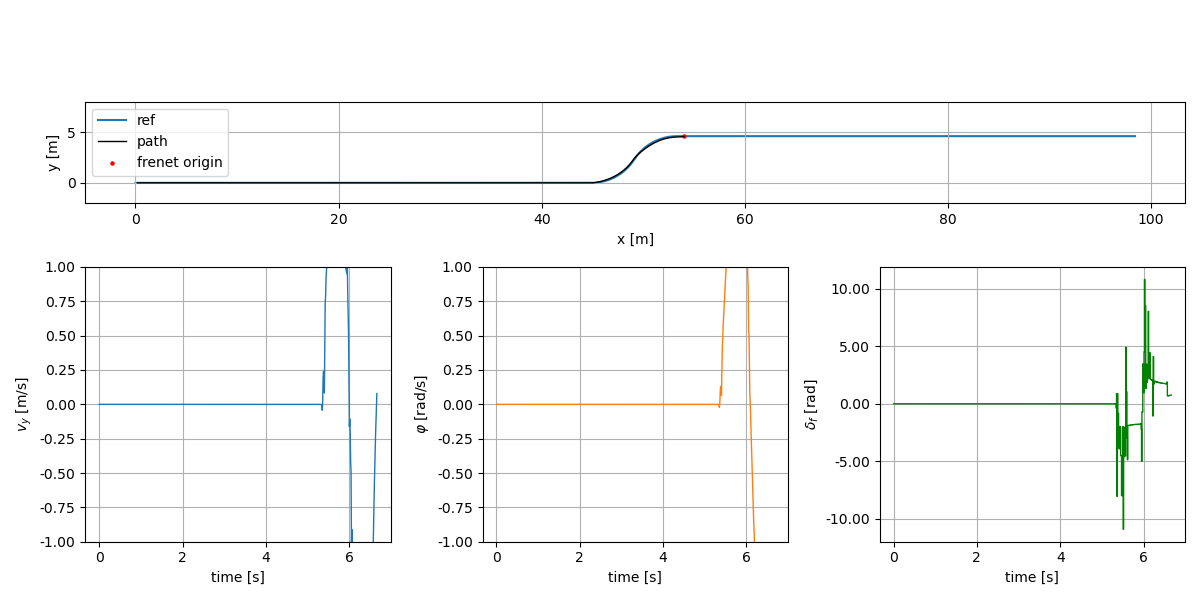 ref
path
frenet origin
5
0
y [m]
0 20 40 60 80 100
x [m]
1.00
0.75
0.50
0.25
0.00
-0.25
-0.50
-0.75
-1.00
v_y [m/s]
0 2 4 6
time [s]
1.00
0.75
0.50
0.25
0.00
-0.25
-0.50
-0.75
-1.00
φ [rad/s]
0 2 4 6
time [s]
10.00
5.00
0.00
-5.00
-10.00
δ_f [rad]
0 2 4 6
time [s]